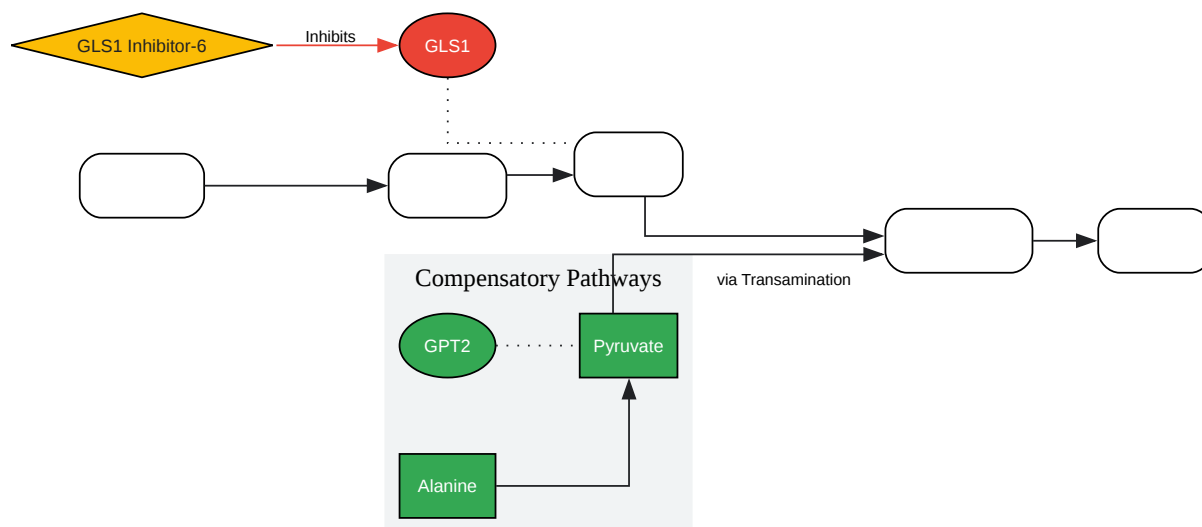 GLS1 Inhibitor-6
Inhibits
GLS1
Compensatory Pathways
via Transamination
GPT2
Pyruvate
Alanine